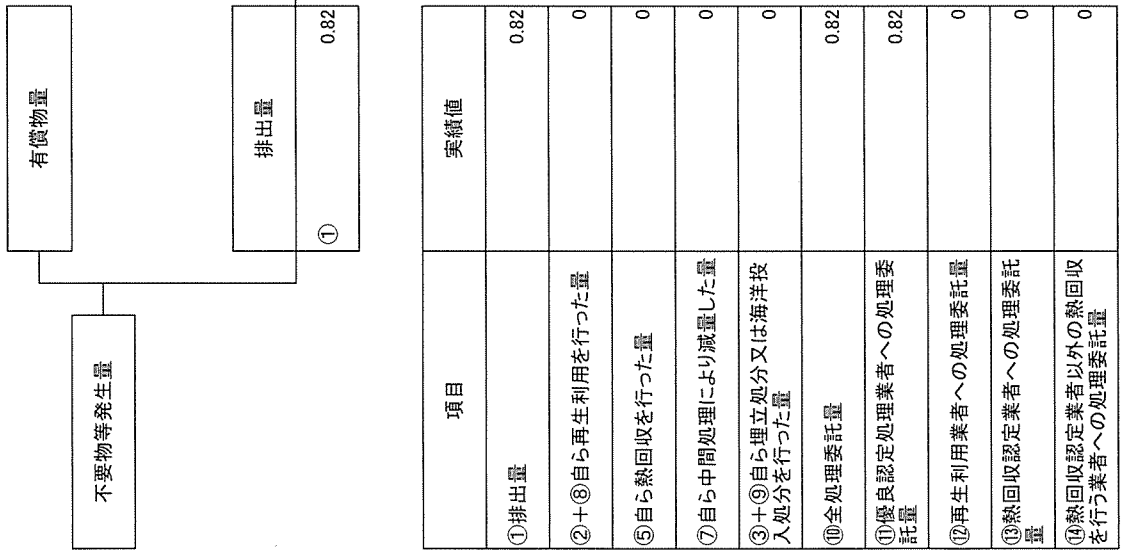 不要物等発生量
有償物量
排出量
① 0.82
項目 実績値
①排出量 0.82
②+⑧自ら再生利用を行った量 0
⑤自ら熱回収を行った量 0
⑦自ら中間処理により減量した量 0
③+⑨自ら埋立処分又は海洋投
入処分を行った量 0
⑩全処理委託量 0.82
⑪優良認定処理業者への処理委
託量 0.82
⑫再生利用業者への処理委託量 0
⑬熱回収認定業者への処理委託
量 0
⑭熱回収認定業者以外の熱回収
を行う業者への処理委託量 0